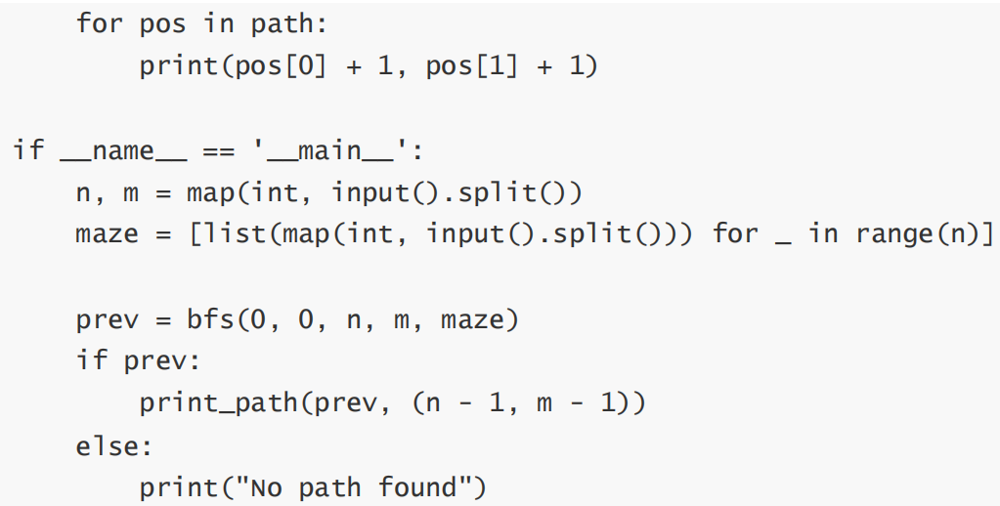 for pos in path:
        print(pos[0] + 1, pos[1] + 1)

if __name__ == '__main__':
    n, m = map(int, input().split())
    maze = [list(map(int, input().split())) for _ in range(n)]

    prev = bfs(0, 0, n, m, maze)
    if prev:
        print_path(prev, (n - 1, m - 1))
    else:
        print("No path found")